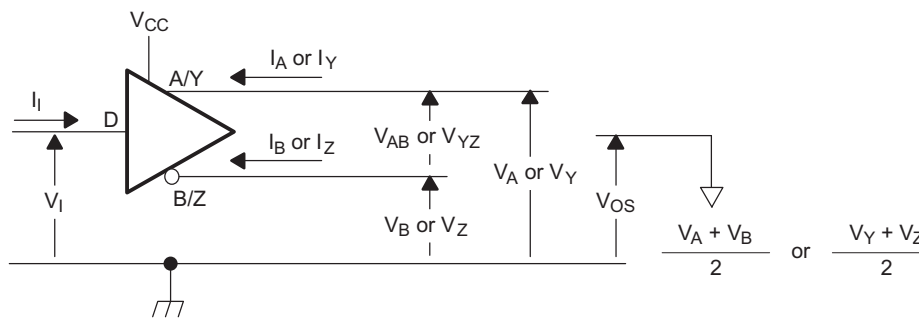 V_CC
I_A or I_Y
A/Y
I_I
D
I_B or I_Z
V_AB or V_YZ
V_A or V_Y
V_I
B/Z
V_B or V_Z
V_OS
V_A + V_B
2
or
V_Y + V_Z
2